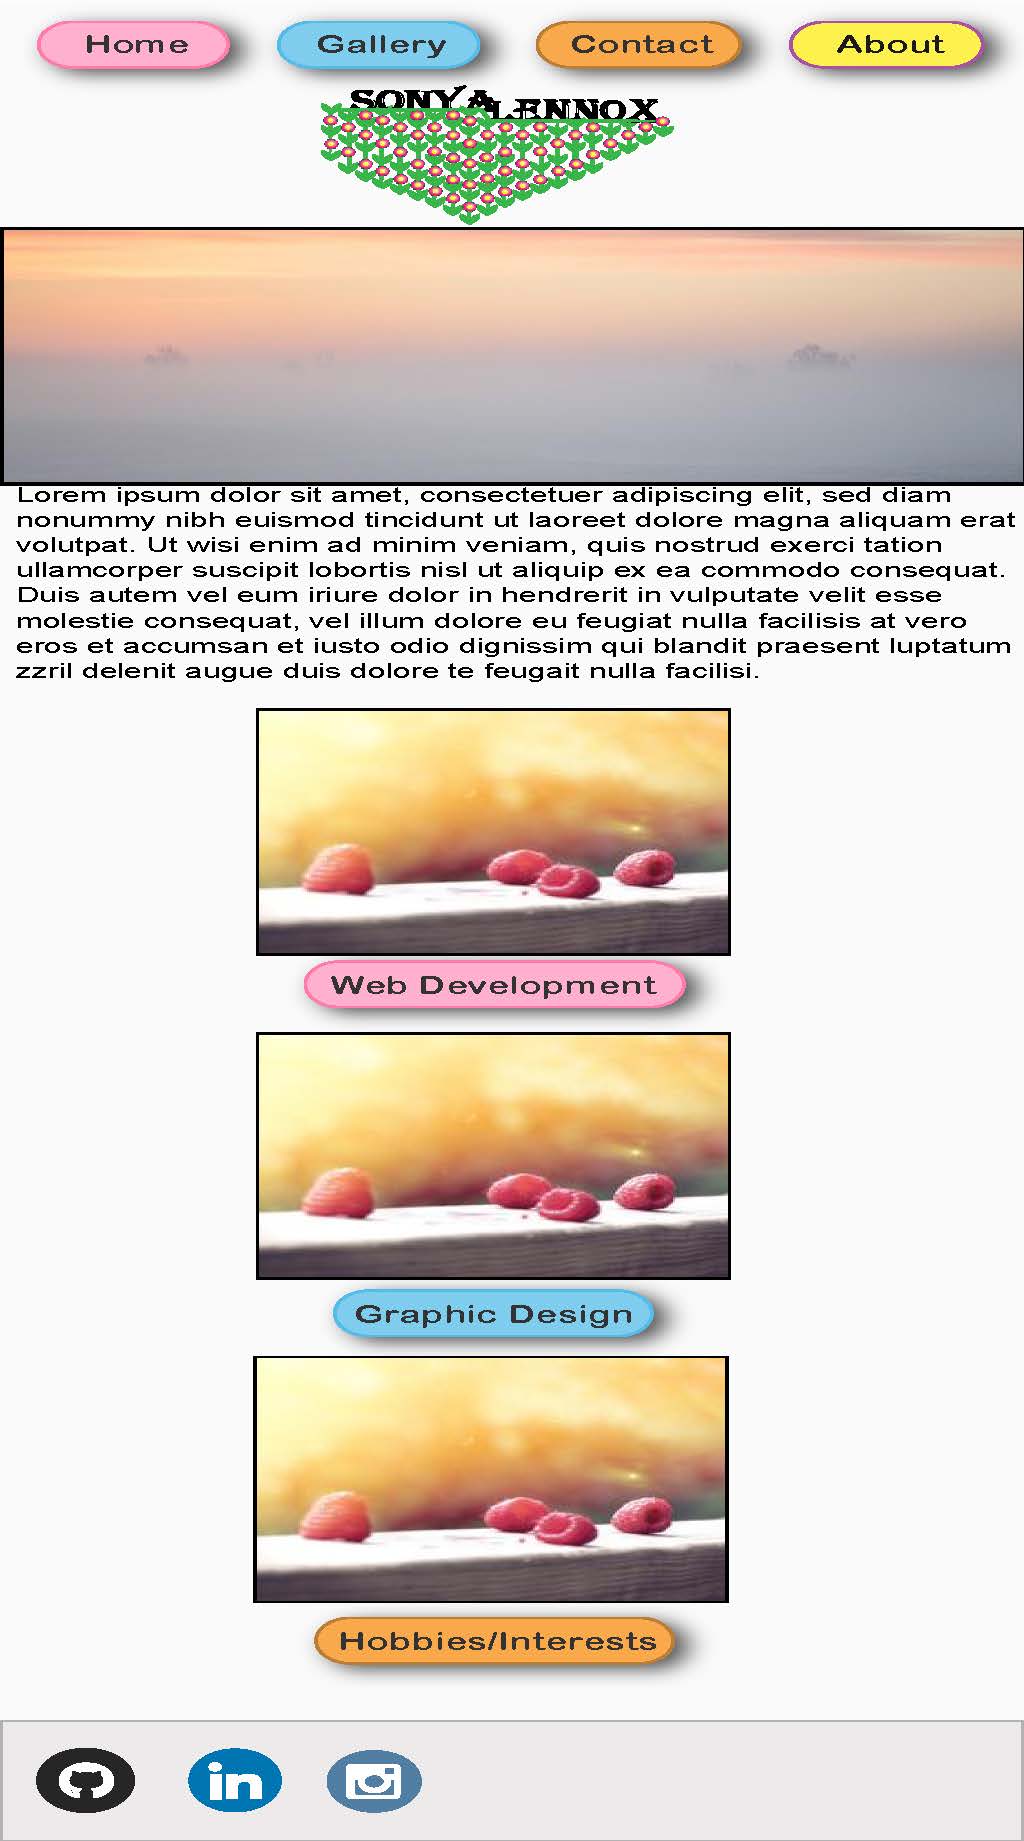 Home Gallery Contact About
SONYA LENNOX
Lorem ipsum dolor sit amet, consectetuer adipiscing elit, sed diam
nonummy nibh euismod tincidunt ut laoreet dolore magna aliquam erat
volutpat. Ut wisi enim ad minim veniam, quis nostrud exerci tation
ullamcorper suscipit lobortis nisl ut aliquip ex ea commodo consequat.
Duis autem vel eum iriure dolor in hendrerit in vulputate velit esse
molestie consequat, vel illum dolore eu feugiat nulla facilisis at vero
eros et accumsan et iusto odio dignissim qui blandit praesent luptatum
zzril delenit augue duis dolore te feugait nulla facilisi.
Web Development
Graphic Design
Hobbies/Interests
in